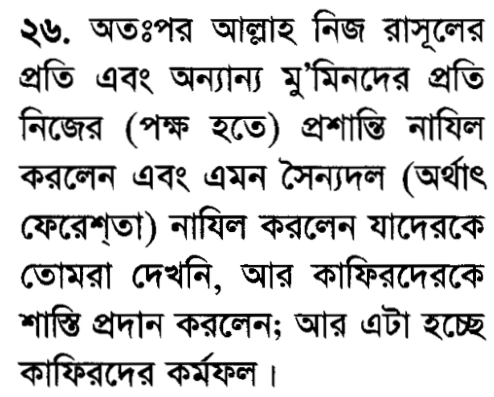 ২৬. অতঃপর আল্লাহ নিজ রাসূলের
প্রতি এবং অন্যান্য মু'মিনদের প্রতি
নিজের (পক্ষ হতে) প্রশান্তি নাযিল
করলেন এবং এমন সৈন্যদল (অর্থাৎ
ফেরেশ্‌তা) নাযিল করলেন যাদেরকে
তোমরা দেখনি, আর কাফিরদেরকে
শাস্তি প্রদান করলেন; আর এটা হচ্ছে
কাফিরদের কর্মফল।